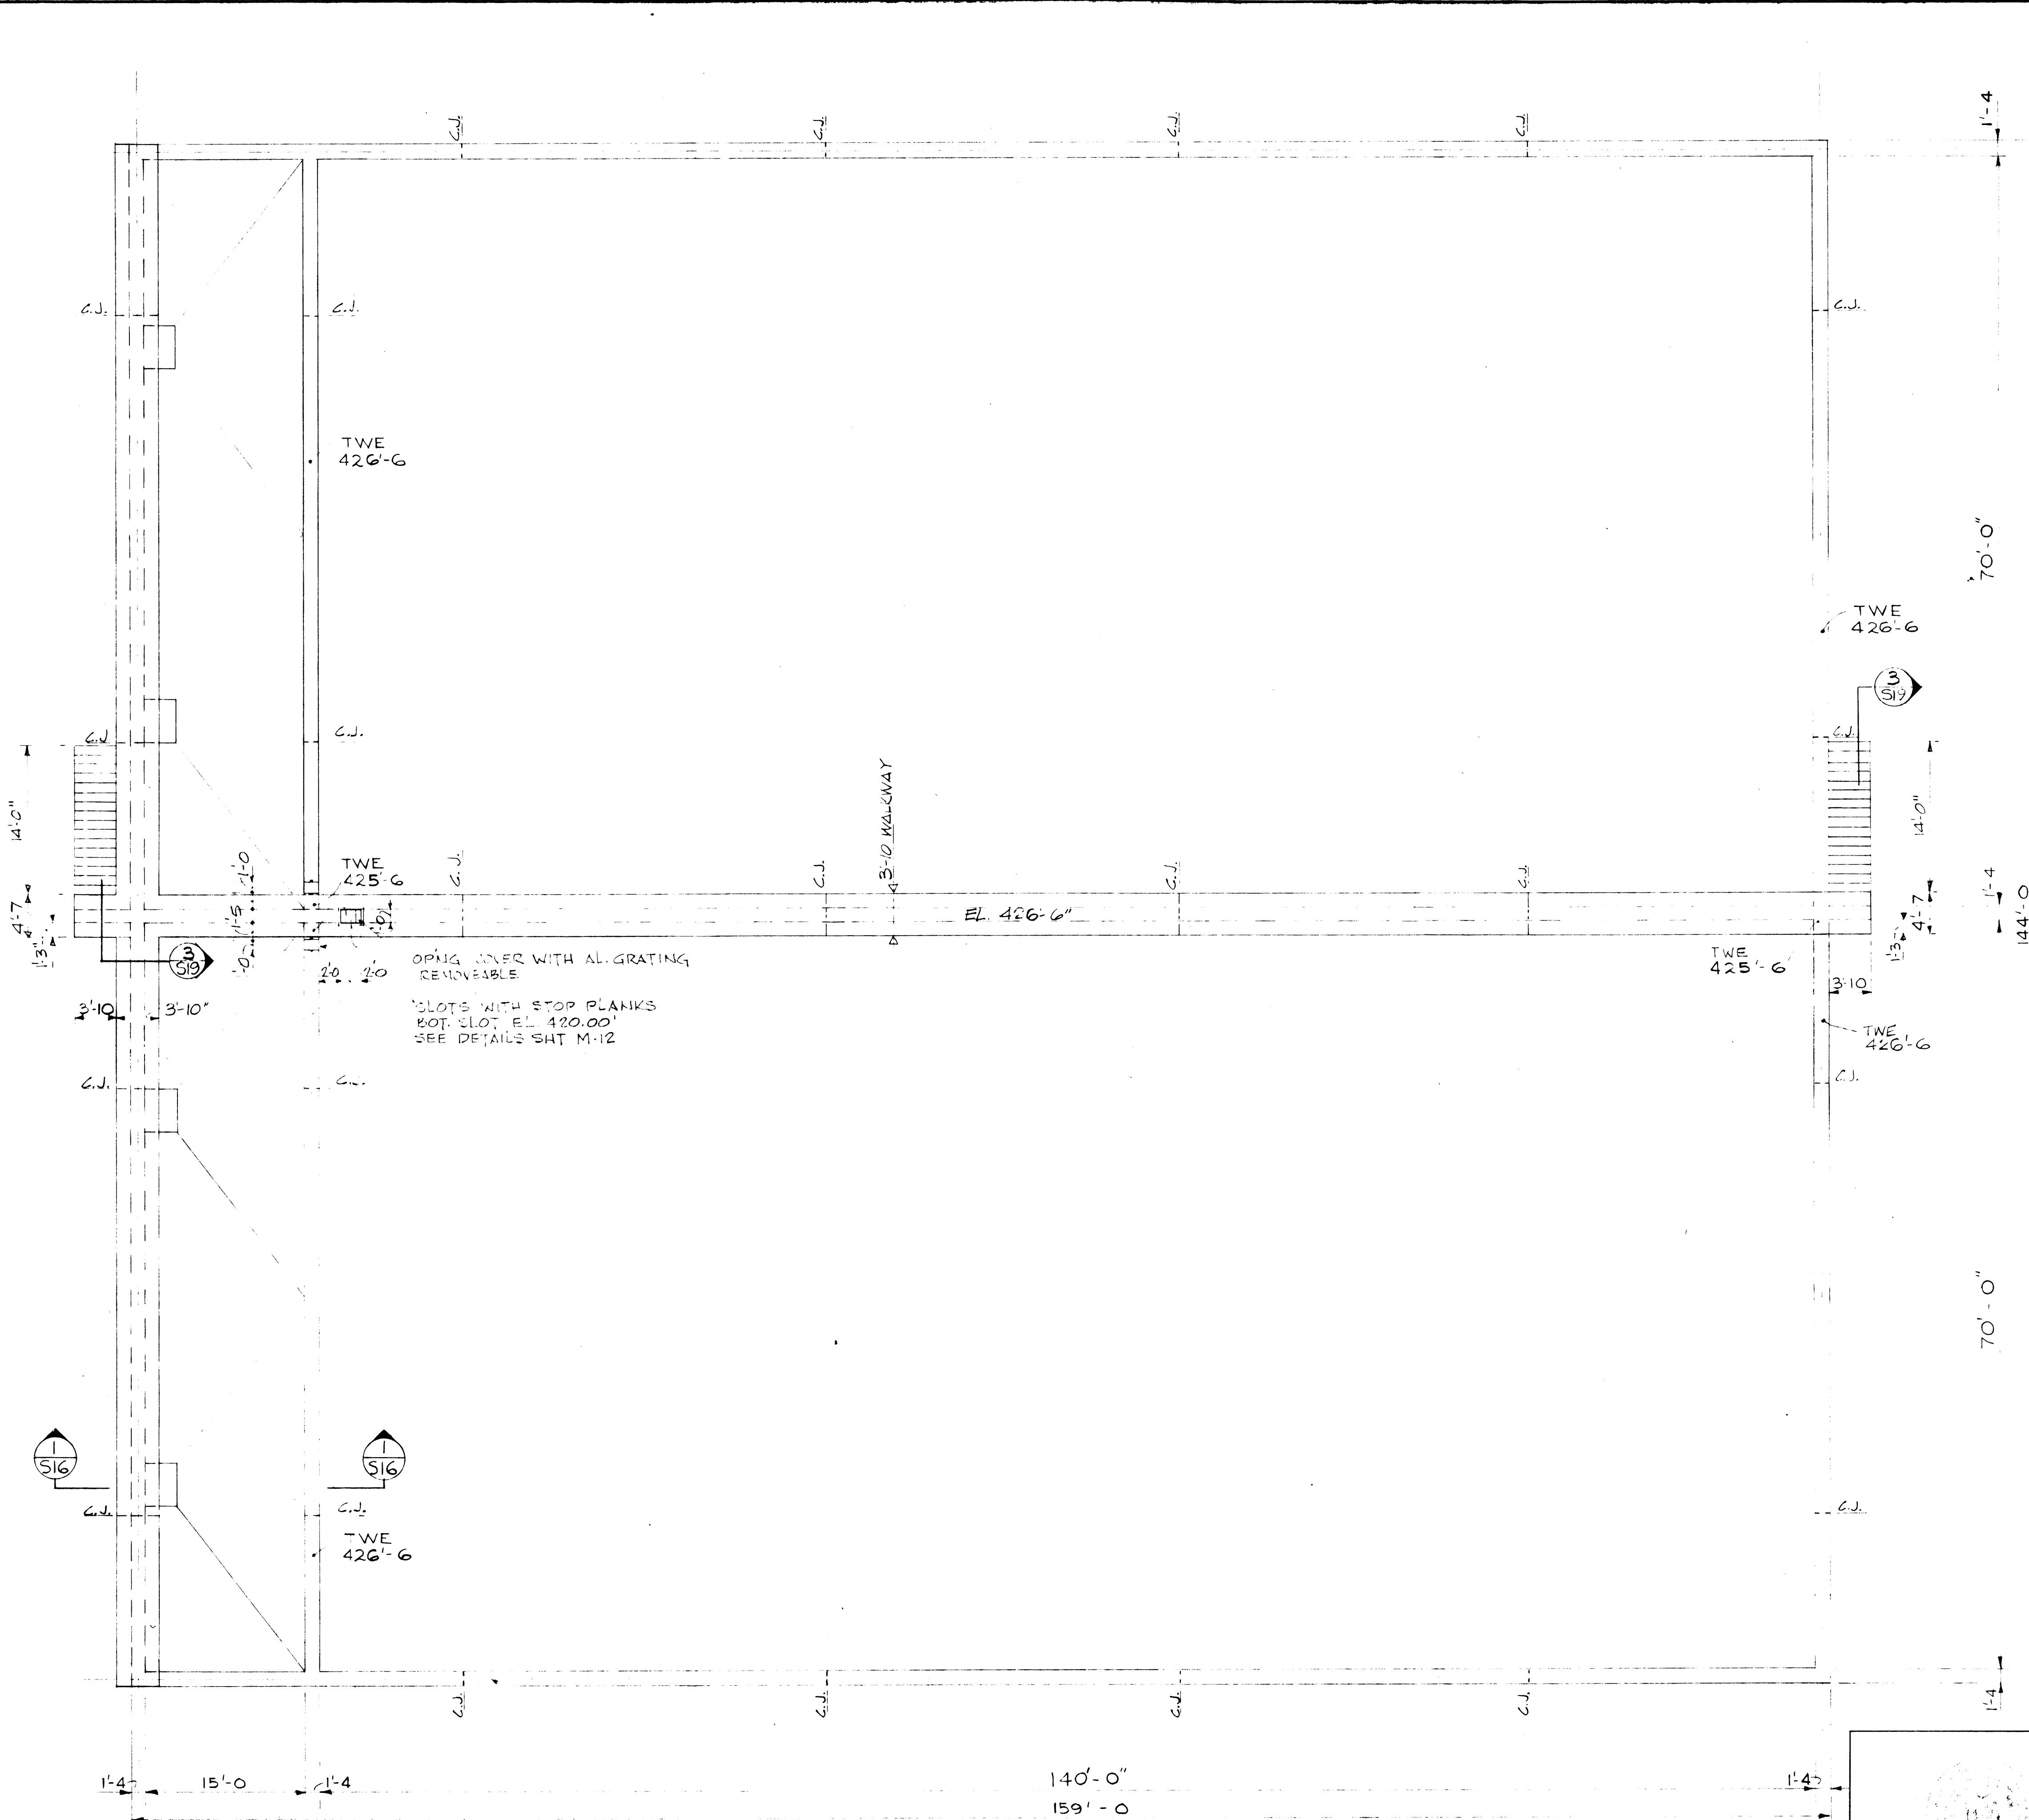 1'-4
C.J.
C.J.
C.J.
C.J.
C.J.
C.J.
C.J.
TWE
426'-6
70'-0"
TWE
426'-6
3
S19
C.J.
C.J.
C.J.
14'-0"
3'-10 WALKWAY
14'-0"
1'-0
TWE
425'-6
C.J.
C.J.
C.J.
C.J.
1'-4
4'-7
1'-5
EL. 426'-6"
4'-7
144'-0
1'-3"
3
S19
OP'NG COVER WITH AL. GRATING
REMOVEABLE
2'-0
2'-0
TWE
425'-6
1'-3
3'-10
3'-10"
SLOTS WITH STOP PLANKS
BOT. SLOT EL. 420.00'
SEE DETAILS SHT M-12
3'-10
TWE
426'-6
C.J.
C.J.
C.J.
70'-0"
1
S16
1
S16
C.J.
C.J.
C.J.
TWE
426'-6
C.J.
C.J.
C.J.
C.J.
1'-4
1'-4
15'-0
1'-4
140'-0"
1'-4
159'-0